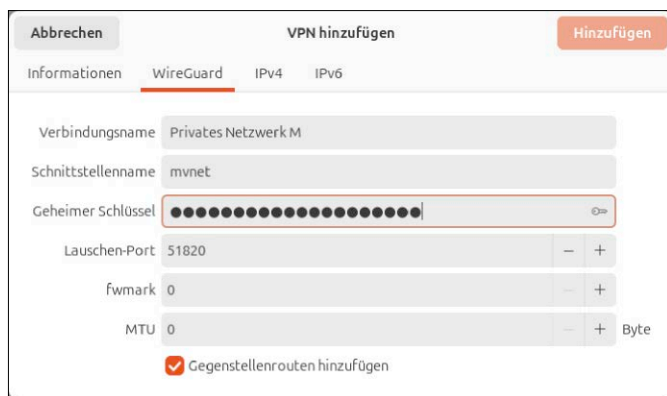 Abbrechen VPN hinzufügen Hinzufügen
Informationen WireGuard IPv4 IPv6
Verbindungsname Privates Netzwerk M
Schnittstellenname mvnet
Geheimer Schlüssel ●●●●●●●●●●●●●●●●●●●●
Lauschen-Port 51820 − +
fwmark 0 − +
MTU 0 − + Byte
Gegenstellenrouten hinzufügen